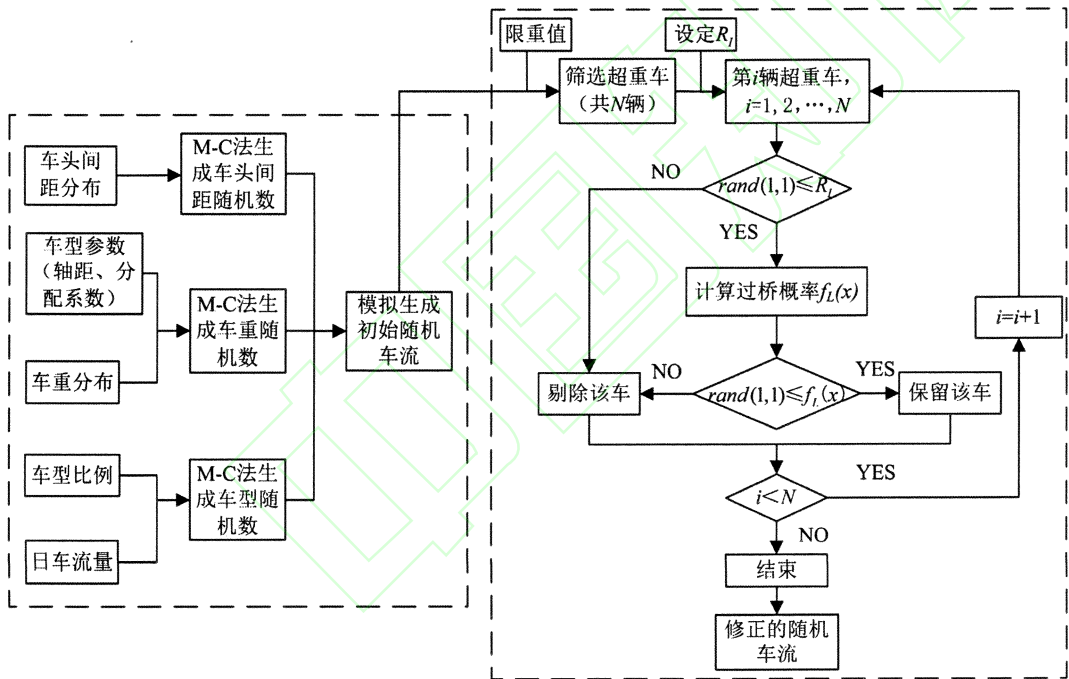 车头间
距分布
M-C法生
成车头间
距随机数
车型参数
（轴距、分
配系数）
车重分布
M-C法生
成车重随
机数
车型比例
日车流量
M-C法生
成车型随
机数
模拟生成
初始随机
车流
限重值
筛选超重车
（共N辆）
设定R_l
第i辆超重车，
i=1, 2, …, N
rand(1,1)≤R_l
NO
YES
计算过桥概率f_L(x)
rand(1,1)≤f_L(x)
NO
YES
剔除该车
保留该车
i<N
YES
i=i+1
NO
结束
修正的随机
车流